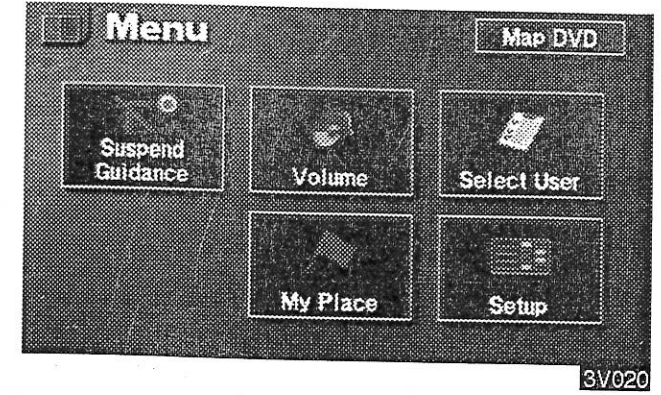 Menu
Map DVD
Suspend
Guidance
Volume
Select User
My Place
Setup
3V020